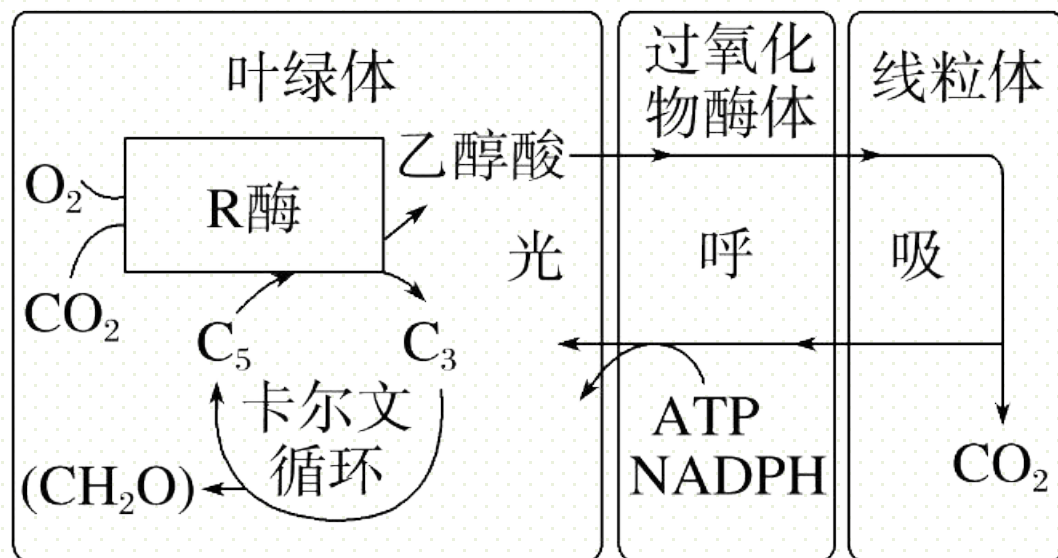 叶绿体
过氧化
物酶体
线粒体
O₂
R酶
乙醇酸
CO₂
光
呼
吸
C₅
C₃
卡尔文
循环
(CH₂O)
ATP
NADPH
CO₂